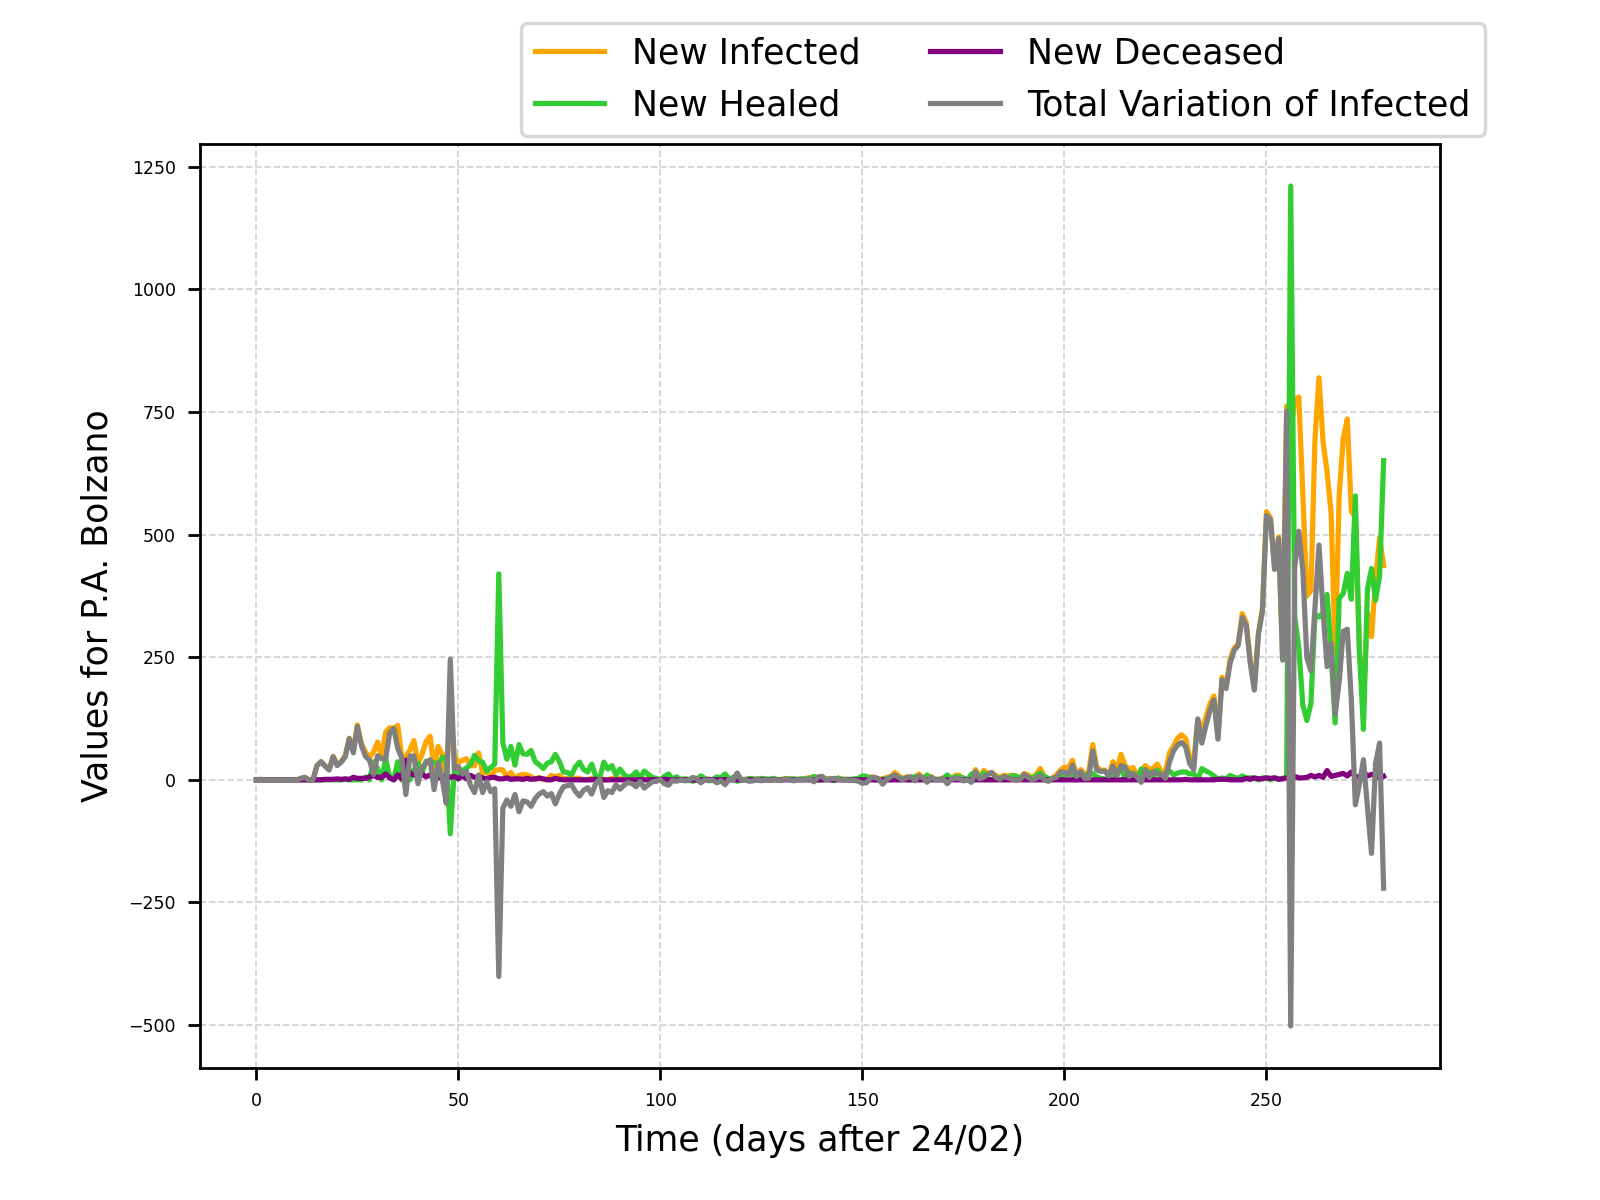 New Infected
New Healed
New Deceased
Total Variation of Infected
1250
1000
750
500
250
0
−250
−500
Values for P.A. Bolzano
0 50 100 150 200 250
Time (days after 24/02)